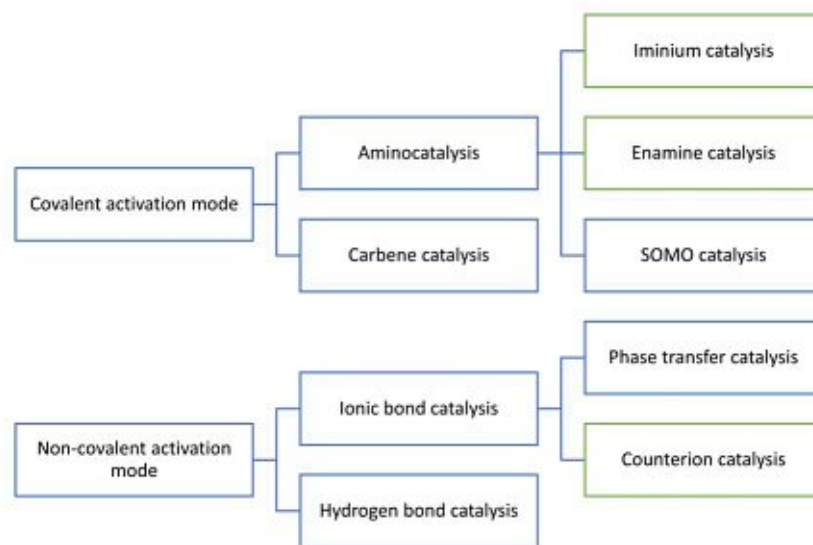 Iminium catalysis
Aminocatalysis
Enamine catalysis
Covalent activation mode
Carbene catalysis
SOMO catalysis
Phase transfer catalysis
Ionic bond catalysis
Non-covalent activation
mode
Counterion catalysis
Hydrogen bond catalysis